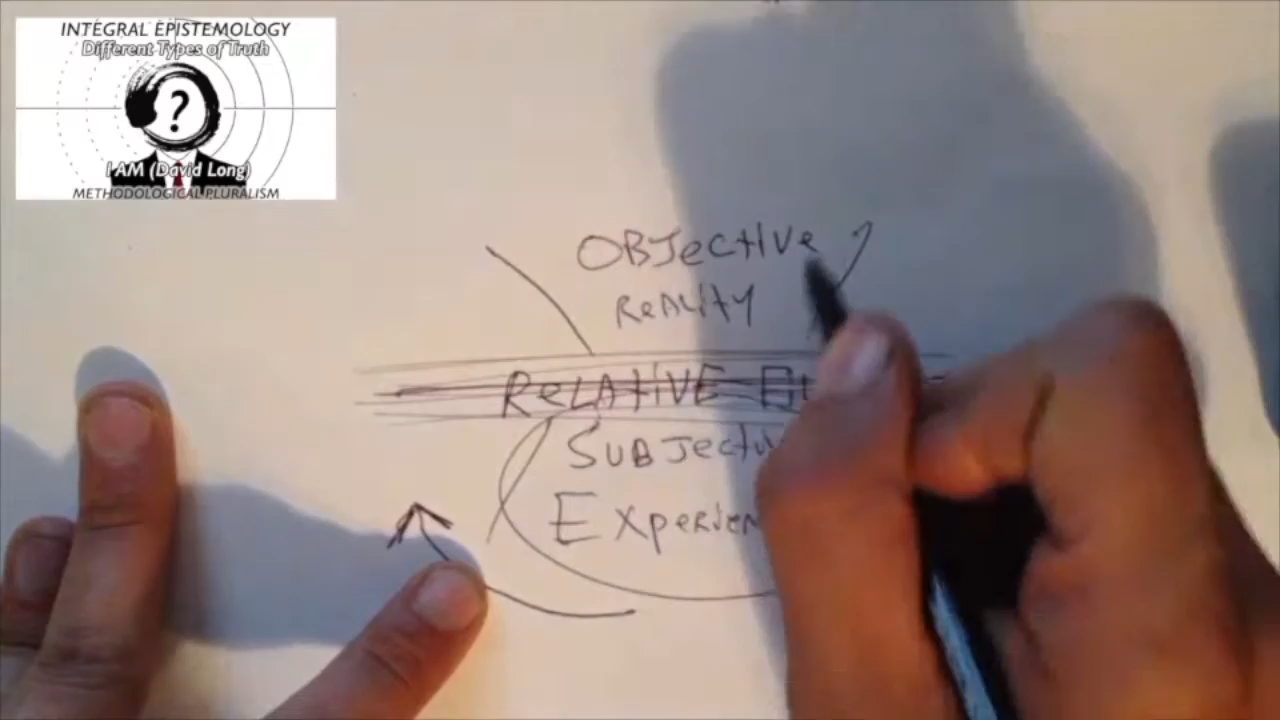 INTEGRAL EPISTEMOLOGY
Different Types of Truth
?
I AM (David Long)
METHODOLOGICAL PLURALISM
OBJective
ReALity
ReLAtiVE
SUBJectiv
Experien